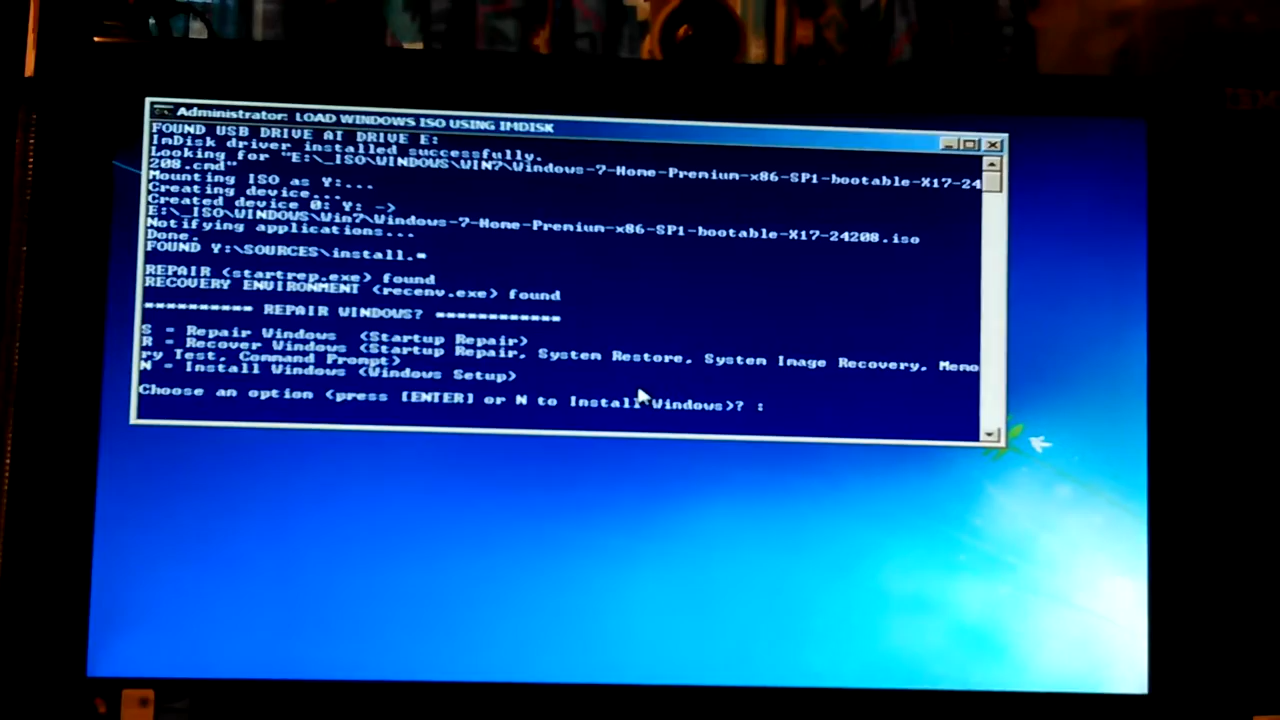 Administrator: LOAD WINDOWS ISO USING IMDISK
FOUND USB DRIVE AT DRIVE E:
ImDisk driver installed successfully.
Looking for "E:\_ISO\WINDOWS\WIN7\Windows-7-Home-Premium-x86-SP1-bootable-X17-24
208.cmd"
Mounting ISO as Y:...
Creating device...
Created device 0: Y: ->
E:\_ISO\WINDOWS\Win7\Windows-7-Home-Premium-x86-SP1-bootable-X17-24208.iso
Notifying applications...
Done.
FOUND Y:\SOURCES\install.*
REPAIR (startrep.exe) found
RECOVERY ENVIRONMENT (recenv.exe) found
********** REPAIR WINDOWS? ************
S - Repair Windows (Startup Repair)
R - Recover Windows (Startup Repair, System Restore, System Image Recovery, Memo
ry Test, Command Prompt)
N - Install Windows (Windows Setup)
Choose an option (press [ENTER] or N to Install Windows)? :